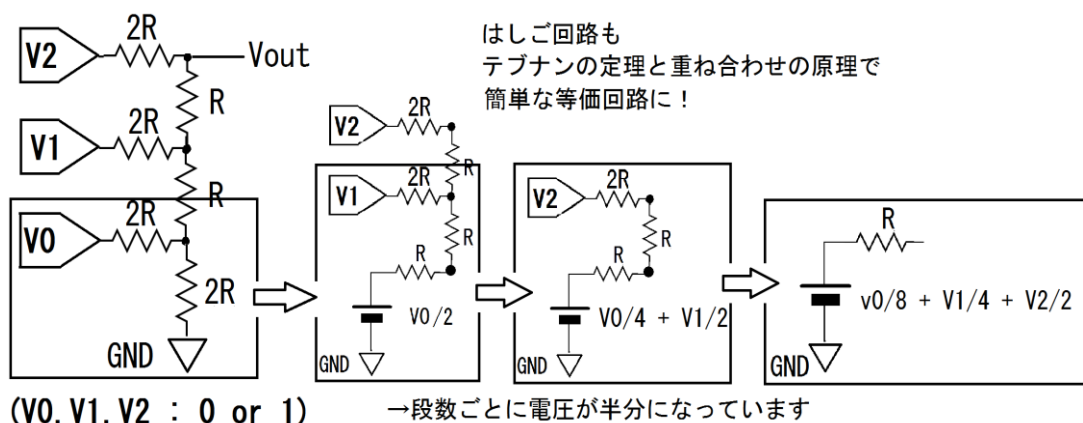 はしご回路も
テブナンの定理と重ね合わせの原理で
簡単な等価回路に！
V2
2R
Vout
R
V1
2R
R
V0
2R
2R
GND
V2
2R
R
V1
2R
R
R
V0/2
GND
V2
2R
R
R
V0/4 + V1/2
GND
R
v0/8 + V1/4 + V2/2
GND
(V0. V1. V2 : 0 or 1)
→段数ごとに電圧が半分になっています